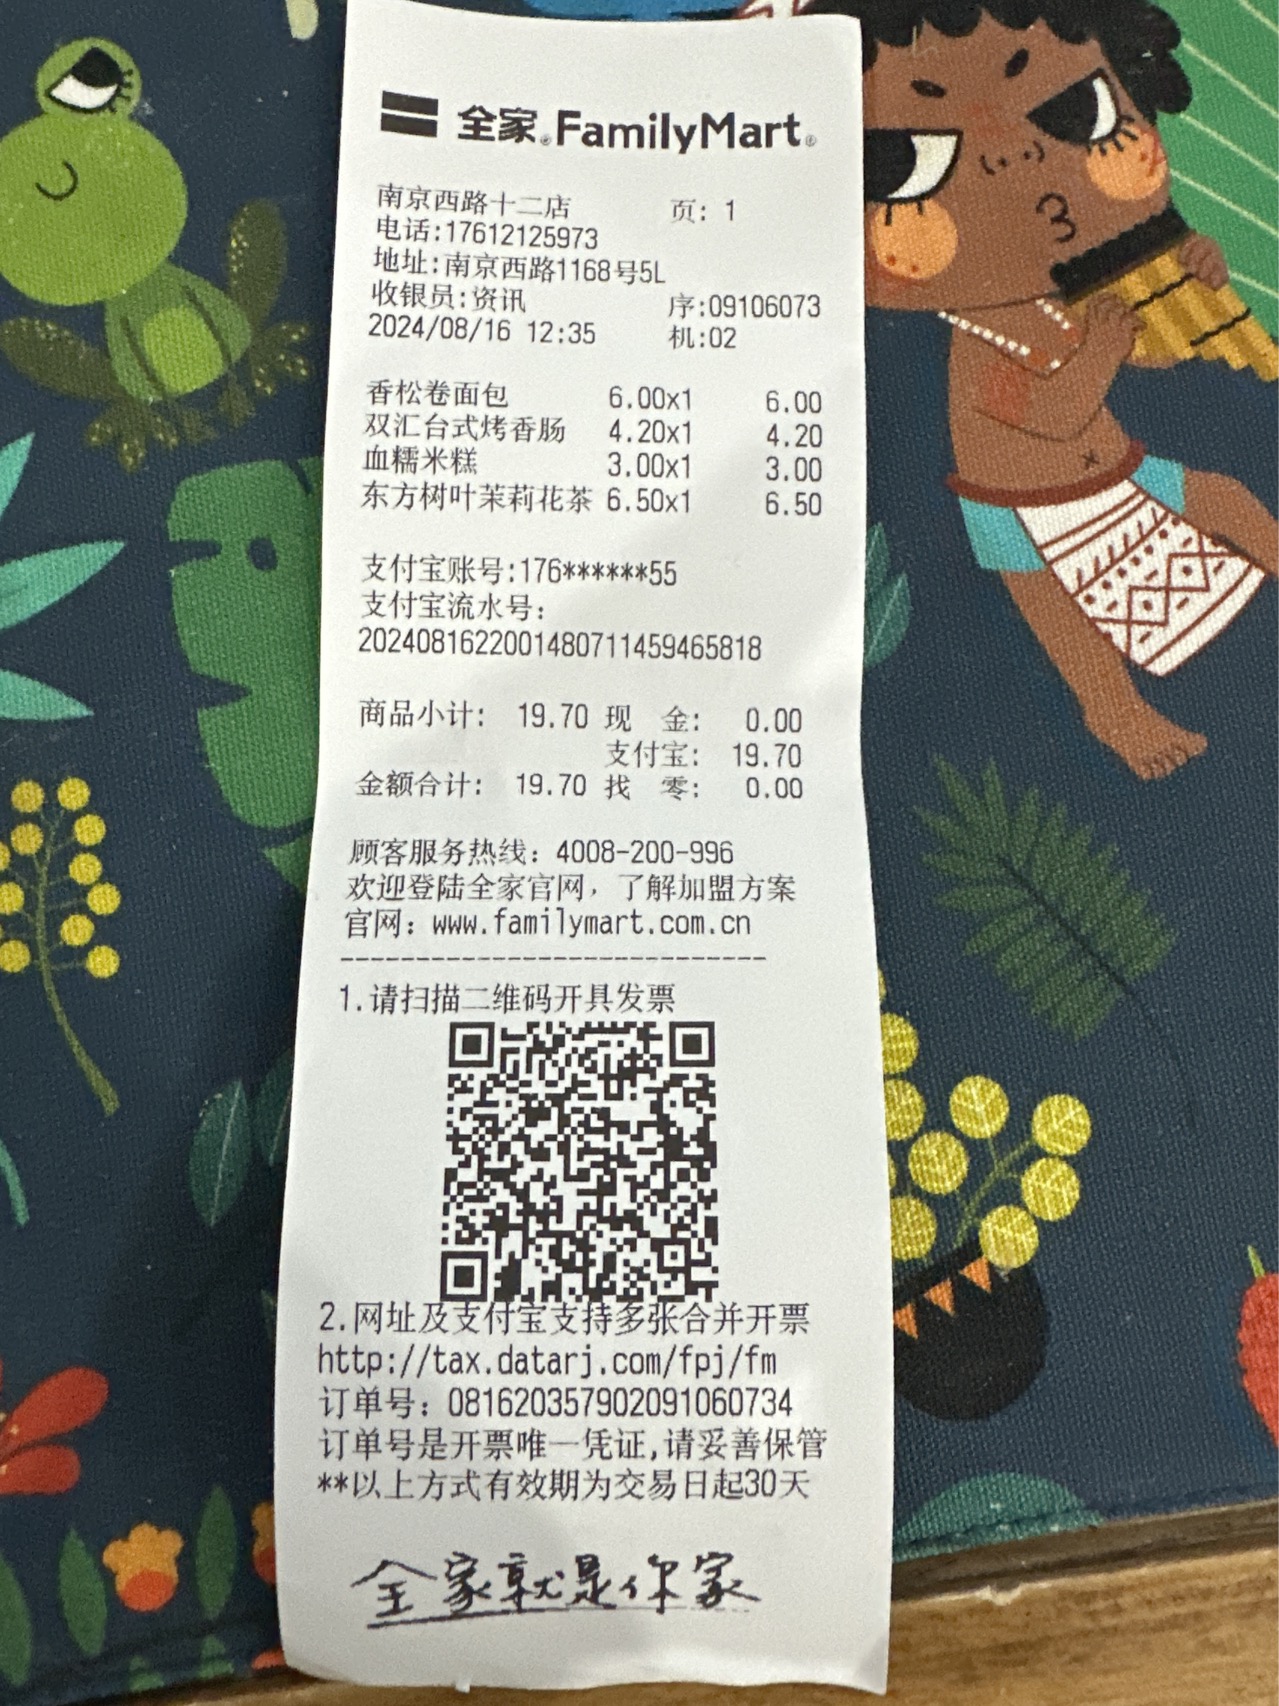 全家®FamilyMart®
南京西路十二店 页: 1
电话:17612125973
地址:南京西路1168号5L
收银员:资讯 序:09106073
2024/08/16 12:35 机:02
香松卷面包 6.00x1 6.00
双汇台式烤香肠 4.20x1 4.20
血糯米糕 3.00x1 3.00
东方树叶茉莉花茶 6.50x1 6.50
支付宝账号:176******55
支付宝流水号:
2024081622001480711459465818
商品小计: 19.70 现 金: 0.00
支付宝: 19.70
金额合计: 19.70 找 零: 0.00
顾客服务热线: 4008-200-996
欢迎登陆全家官网，了解加盟方案
官网: www.familymart.com.cn
----------------------------
1.请扫描二维码开具发票
2.网址及支付宝支持多张合并开票
http://tax.datarj.com/fpj/fm
订单号: 081620357902091060734
订单号是开票唯一凭证,请妥善保管
**以上方式有效期为交易日起30天
全家就是你家